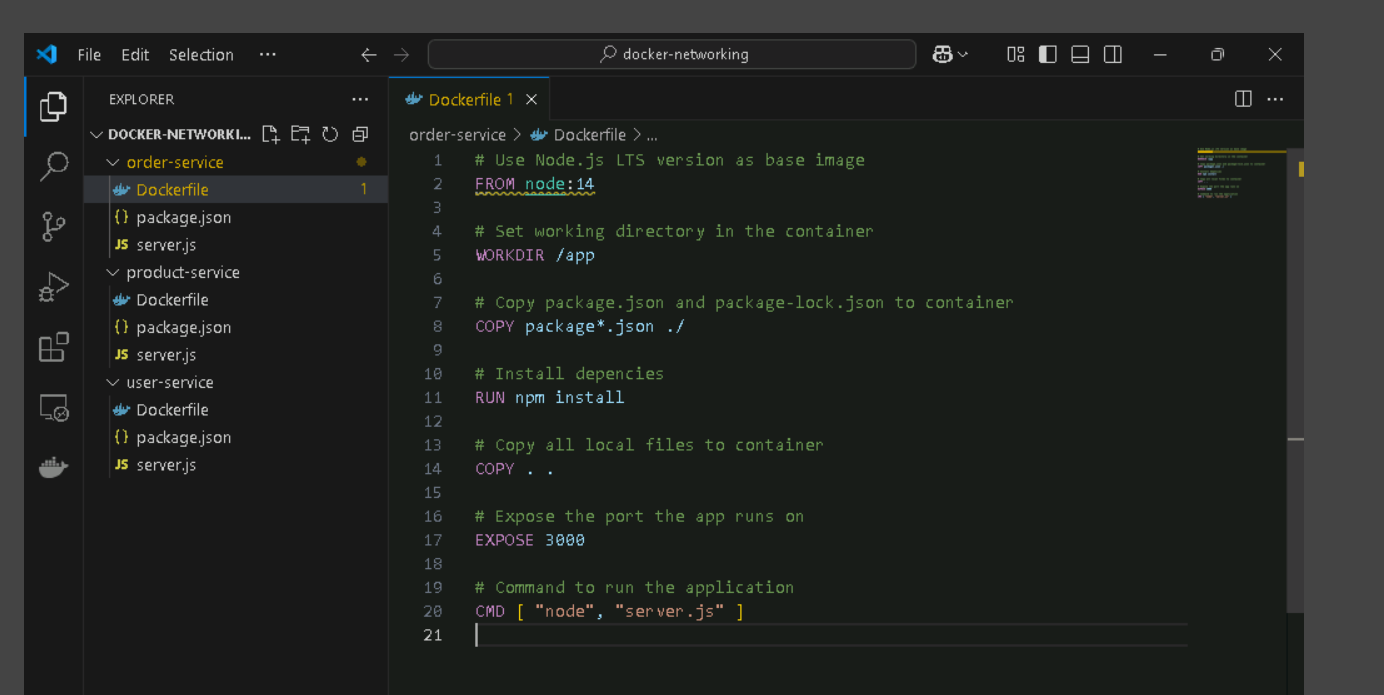 File Edit Selection ··· docker-networking
EXPLORER ···
Dockerfile 1
DOCKER-NETWORKI...
order-service > Dockerfile > ...
order-service
Dockerfile 1
{} package.json
JS server.js
product-service
Dockerfile
{} package.json
JS server.js
user-service
Dockerfile
{} package.json
JS server.js
1 # Use Node.js LTS version as base image
2 FROM node:14
3
4 # Set working directory in the container
5 WORKDIR /app
6
7 # Copy package.json and package-lock.json to container
8 COPY package*.json ./
9
10 # Install depencies
11 RUN npm install
12
13 # Copy all local files to container
14 COPY . .
15
16 # Expose the port the app runs on
17 EXPOSE 3000
18
19 # Command to run the application
20 CMD [ "node", "server.js" ]
21